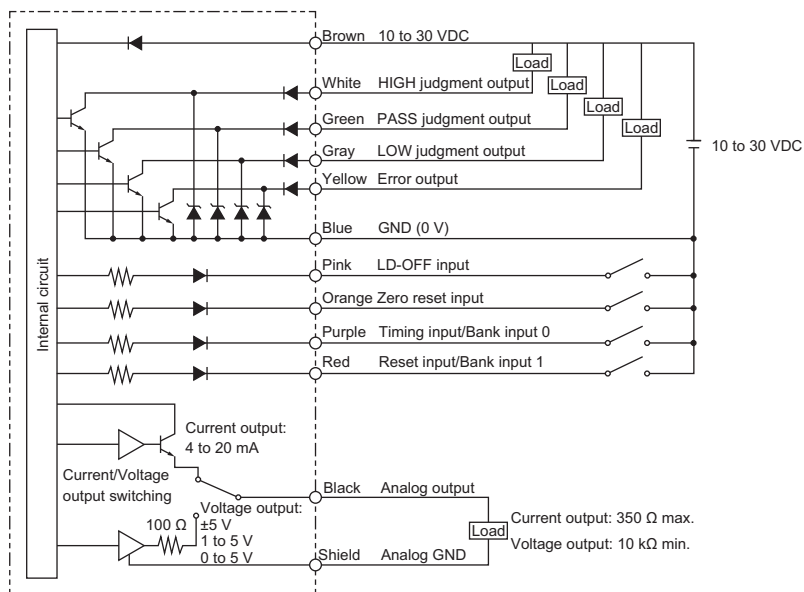 Brown 10 to 30 VDC
Load
White HIGH judgment output
Load
Green PASS judgment output
Load
Load
Gray LOW judgment output
10 to 30 VDC
Yellow Error output
Blue GND (0 V)
Pink LD-OFF input
Internal circuit
Orange Zero reset input
Purple Timing input/Bank input 0
Red Reset input/Bank input 1
Current output:
4 to 20 mA
Current/Voltage
output switching
Black Analog output
Voltage output:
100 Ω ±5 V
1 to 5 V
0 to 5 V
Load
Current output: 350 Ω max.
Voltage output: 10 kΩ min.
Shield Analog GND